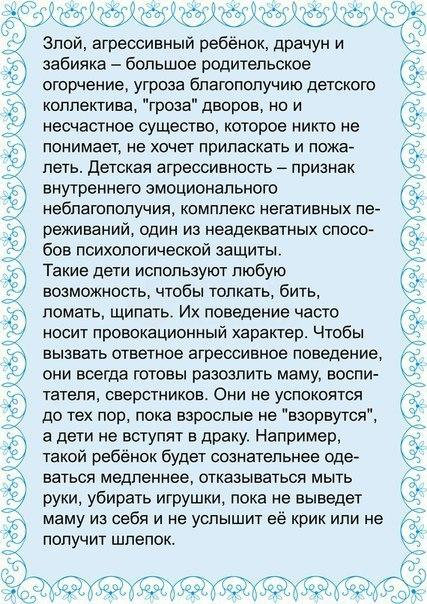 Злой, агрессивный ребёнок, драчун и
забияка – большое родительское
огорчение, угроза благополучию детского
коллектива, "гроза" дворов, но и
несчастное существо, которое никто не
понимает, не хочет приласкать и пожа-
леть. Детская агрессивность – признак
внутреннего эмоционального
неблагополучия, комплекс негативных пе-
реживаний, один из неадекватных спосо-
бов психологической защиты.
Такие дети используют любую
возможность, чтобы толкать, бить,
ломать, щипать. Их поведение часто
носит провокационный характер. Чтобы
вызвать ответное агрессивное поведение,
они всегда готовы разозлить маму, воспи-
тателя, сверстников. Они не успокоятся
до тех пор, пока взрослые не "взорвутся",
а дети не вступят в драку. Например,
такой ребёнок будет сознательнее оде-
ваться медленнее, отказываться мыть
руки, убирать игрушки, пока не выведет
маму из себя и не услышит её крик или не
получит шлепок.